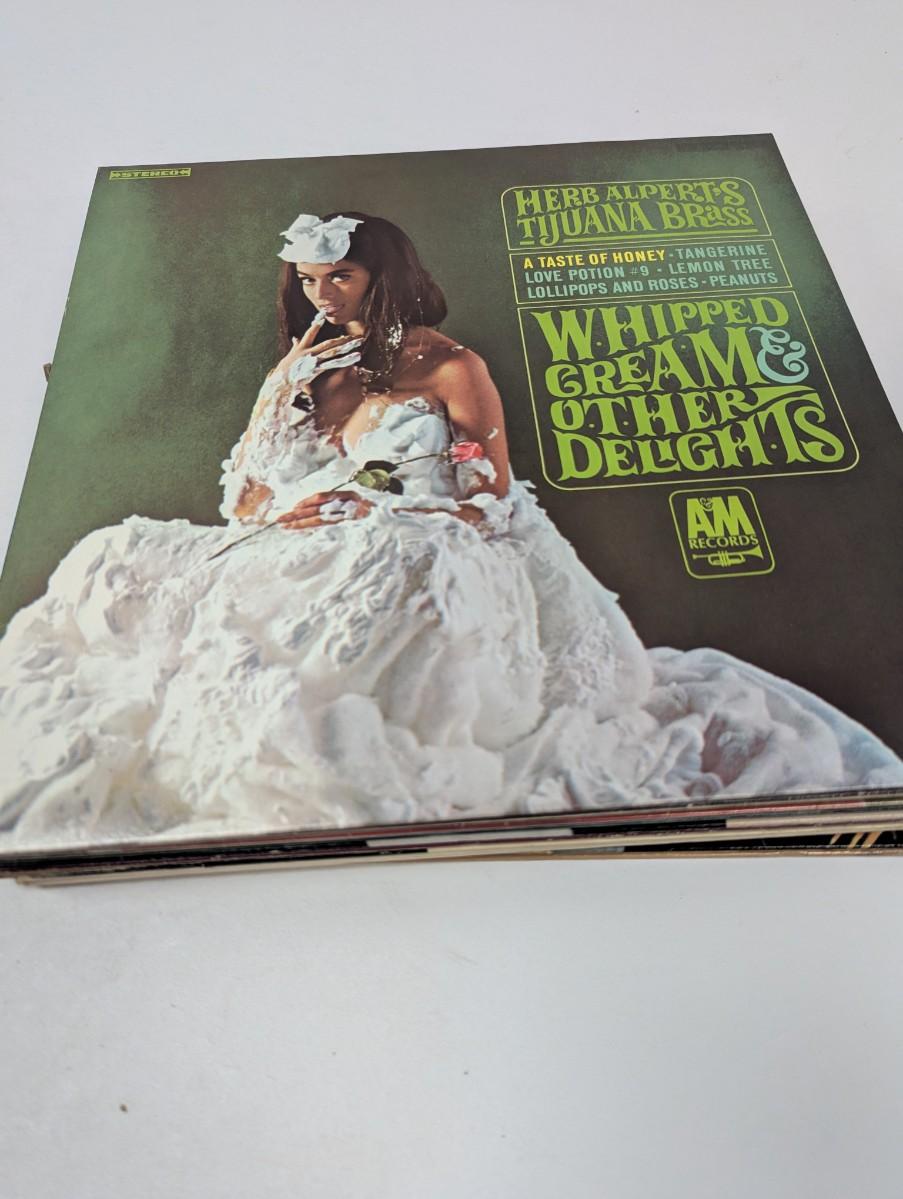 STEREO
HERB ALPERT'S
TIJUANA BRASS
A TASTE OF HONEY · TANGERINE
LOVE POTION #9 · LEMON TREE
LOLLIPOPS AND ROSES · PEANUTS
WHIPPED
CREAM &
OTHER
DELIGHTS
A&M
RECORDS